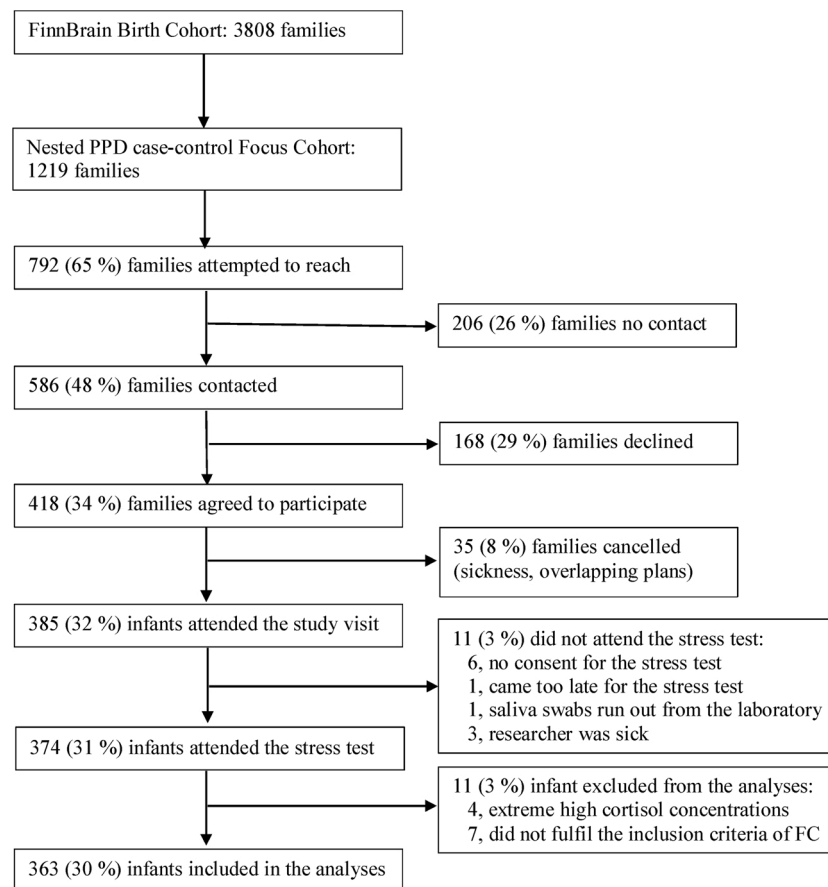 FinnBrain Birth Cohort: 3808 families
Nested PPD case-control Focus Cohort:
1219 families
792 (65 %) families attempted to reach
206 (26 %) families no contact
586 (48 %) families contacted
168 (29 %) families declined
418 (34 %) families agreed to participate
35 (8 %) families cancelled
(sickness, overlapping plans)
385 (32 %) infants attended the study visit
11 (3 %) did not attend the stress test:
6, no consent for the stress test
1, came too late for the stress test
1, saliva swabs run out from the laboratory
3, researcher was sick
374 (31 %) infants attended the stress test
11 (3 %) infant excluded from the analyses:
4, extreme high cortisol concentrations
7, did not fulfil the inclusion criteria of FC
363 (30 %) infants included in the analyses